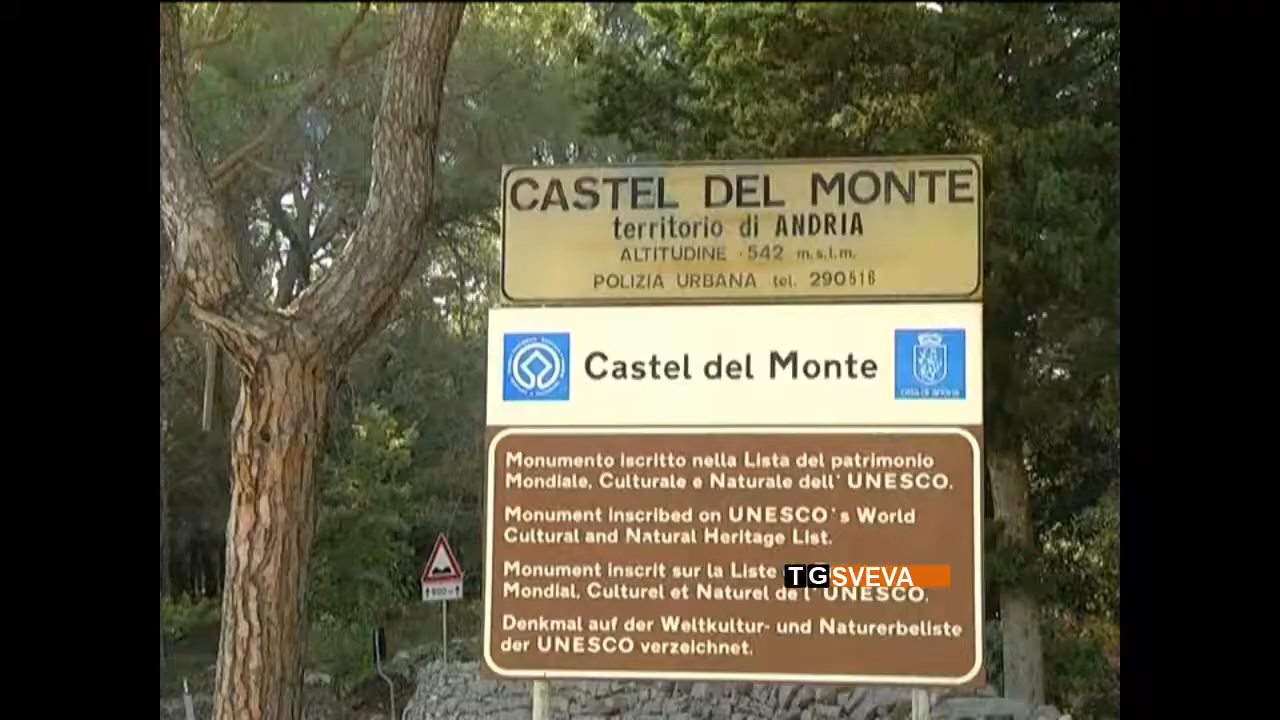 CASTEL DEL MONTE
territorio di ANDRIA
ALTITUDINE 542 m.s.l.m.
POLIZIA URBANA tel. 290516
Castel del Monte
CITTÀ DI ANDRIA
Monumento iscritto nella Lista del patrimonio
Mondiale, Culturale e Naturale dell' UNESCO.
Monument inscribed on UNESCO's World
Cultural and Natural Heritage List.
Monument inscrit sur la Liste
TGSVEVA
Mondial, Culturel et Naturel de l' UNESCO.
Denkmal auf der Weltkultur- und Naturerbeliste
der UNESCO verzeichnet.